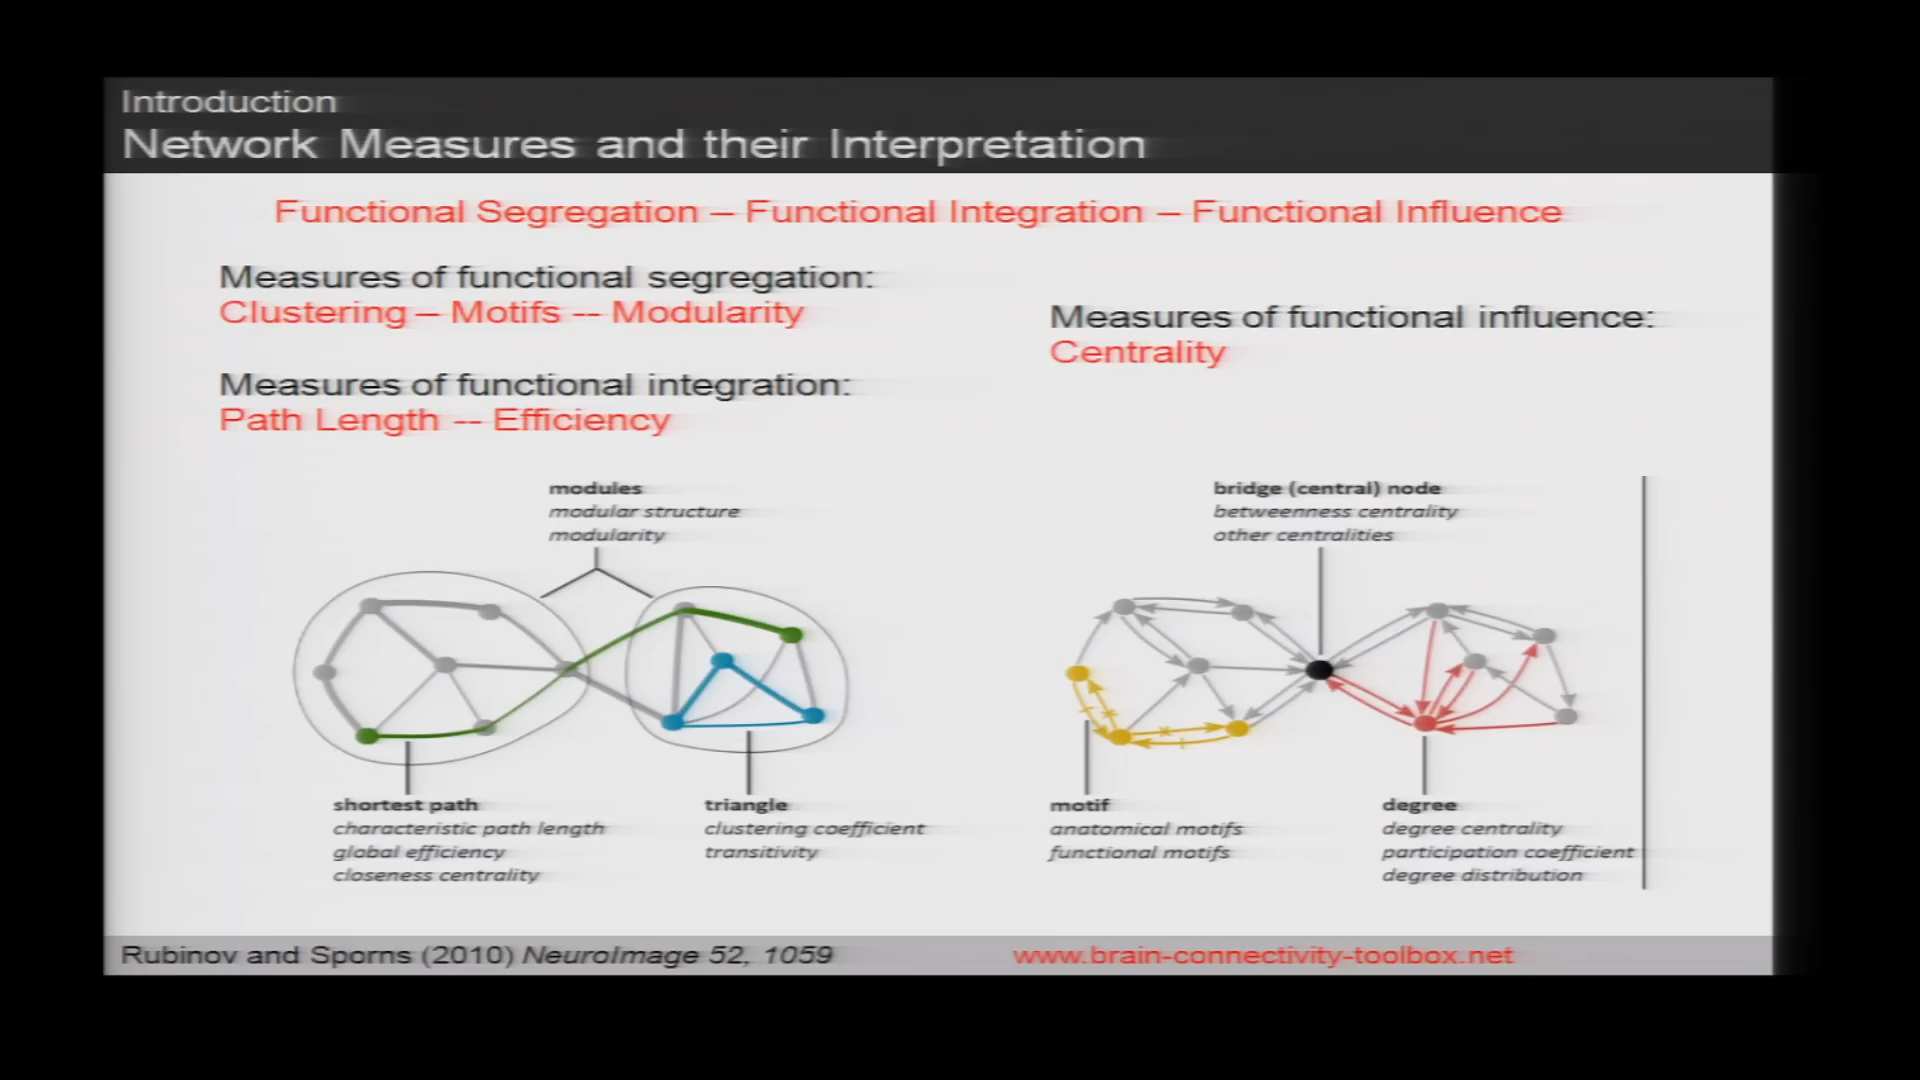 Introduction
Network Measures and their Interpretation
Functional Segregation – Functional Integration – Functional Influence
Measures of functional segregation:
Clustering – Motifs -- Modularity
Measures of functional integration:
Path Length -- Efficiency
Measures of functional influence:
Centrality
modules
modular structure
modularity
shortest path
characteristic path length
global efficiency
closeness centrality
triangle
clustering coefficient
transitivity
bridge (central) node
betweenness centrality
other centralities
motif
anatomical motifs
functional motifs
degree
degree centrality
participation coefficient
degree distribution
Rubinov and Sporns (2010) NeuroImage 52, 1059
www.brain-connectivity-toolbox.net